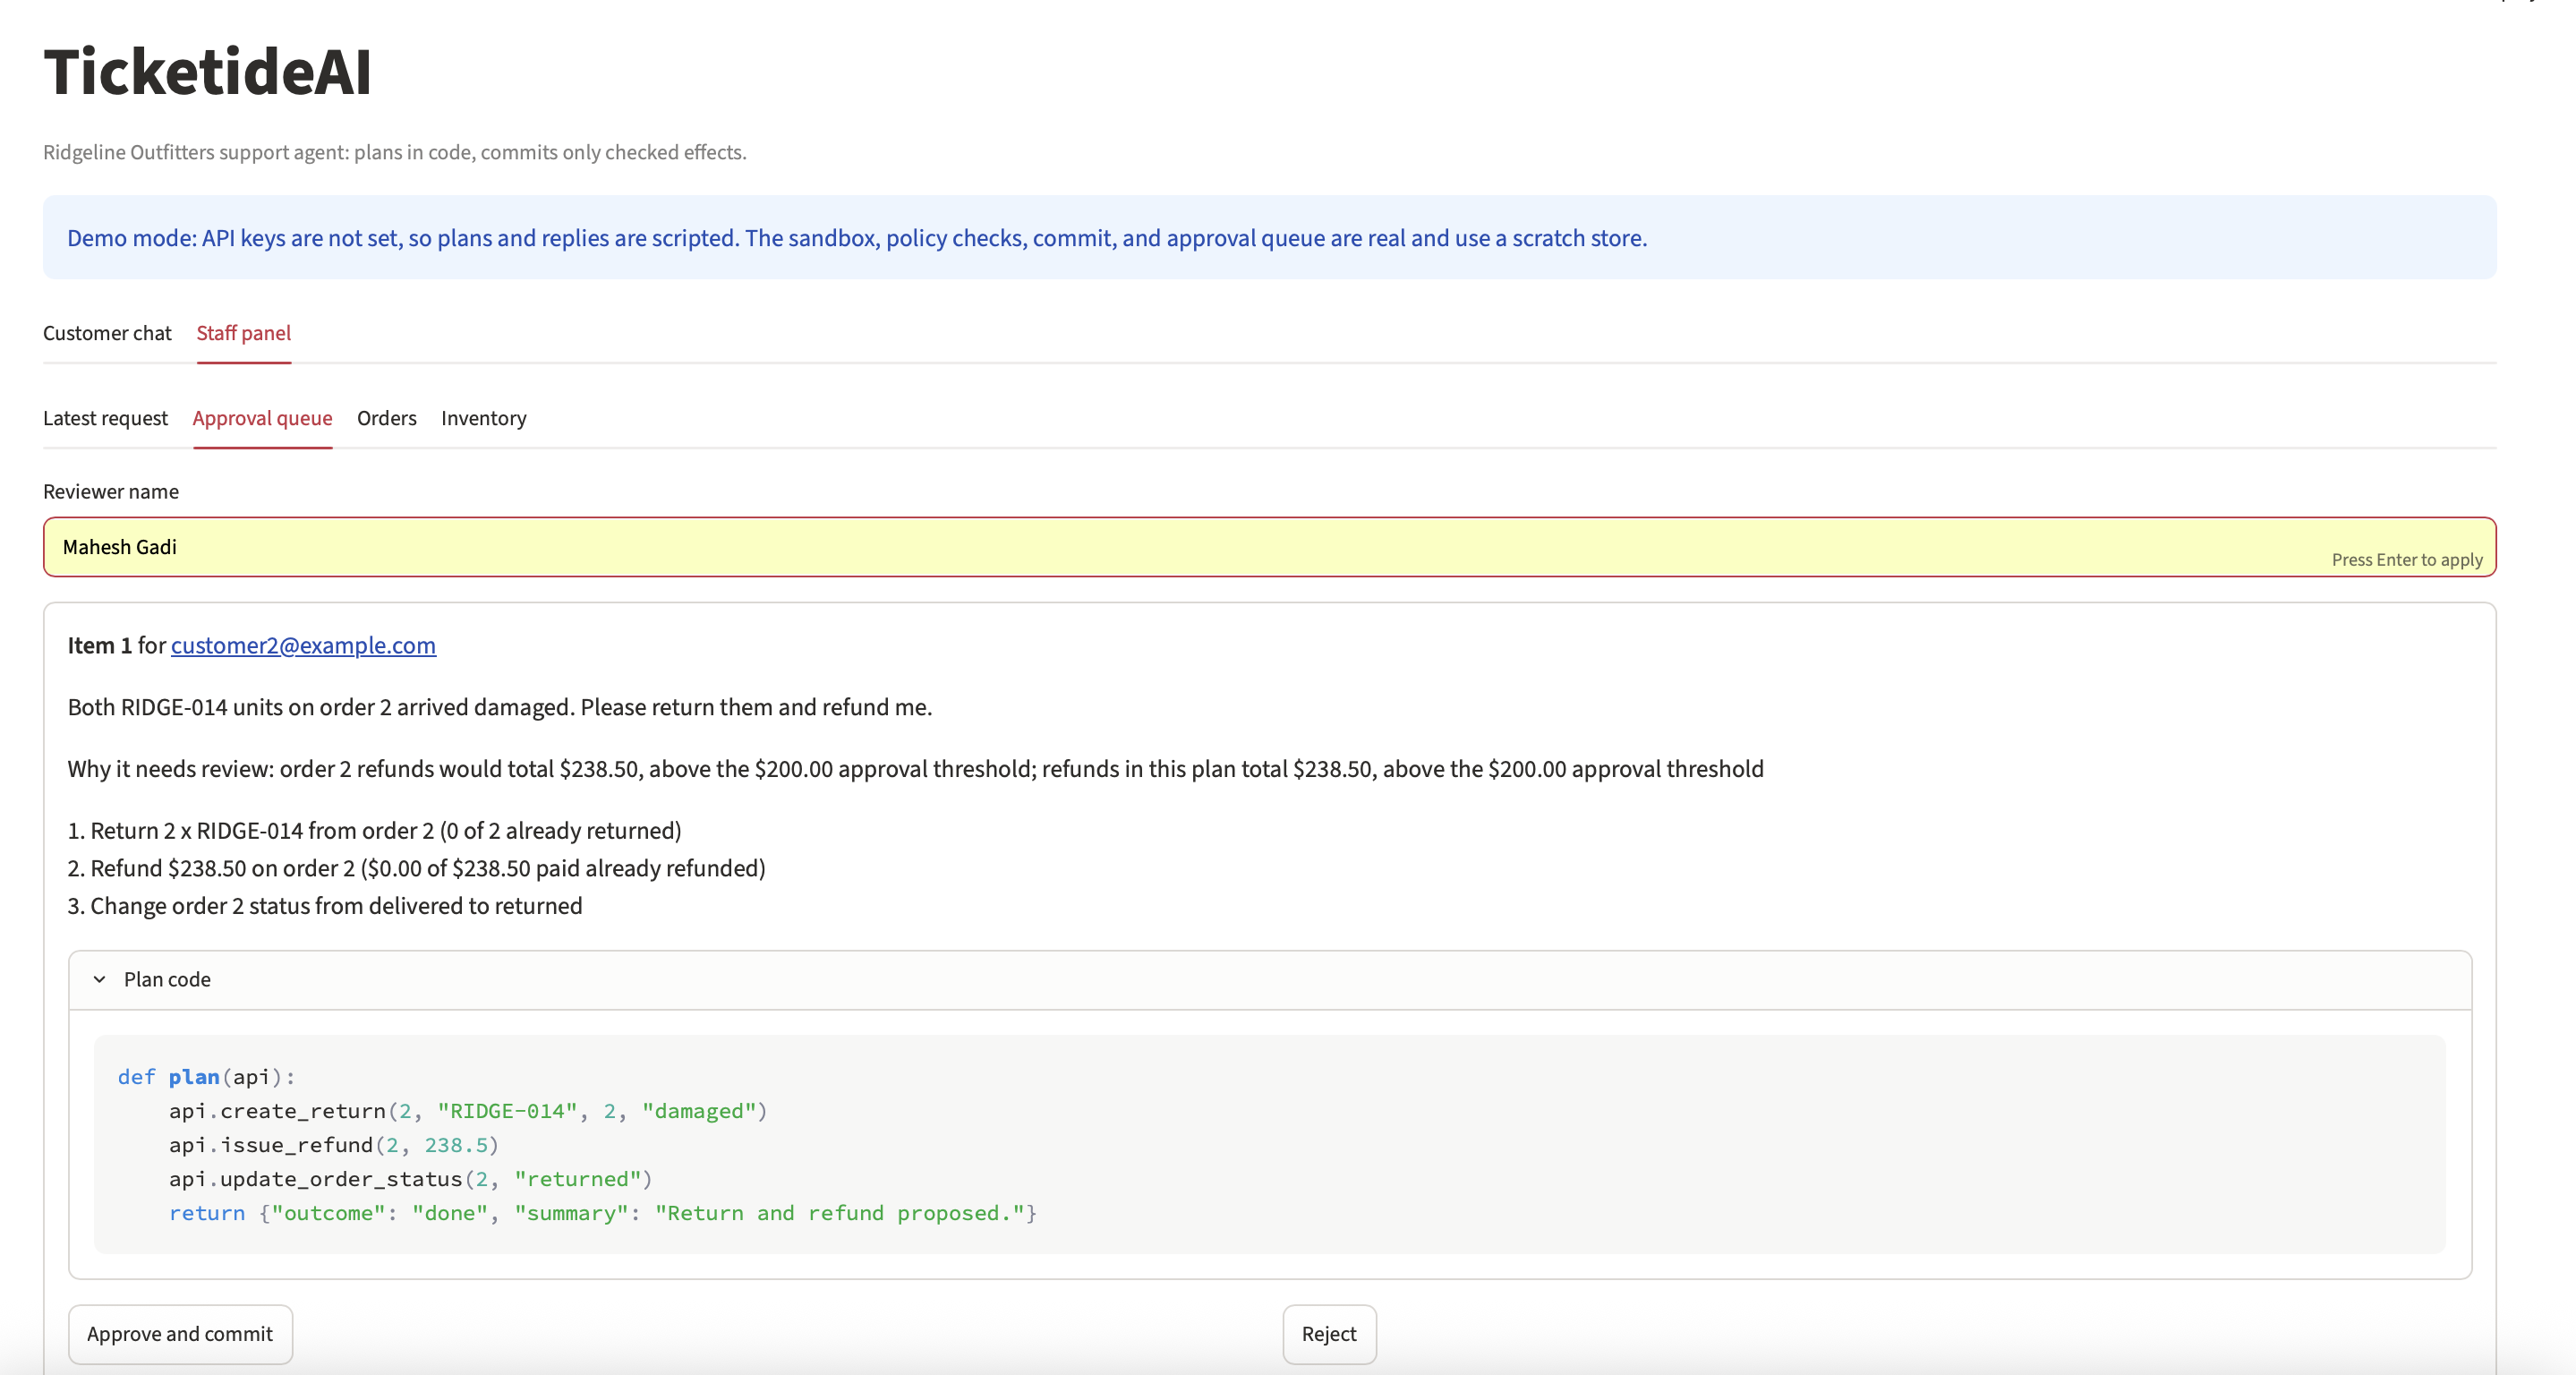 TicketideAI
Ridgeline Outfitters support agent: plans in code, commits only checked effects.
Demo mode: API keys are not set, so plans and replies are scripted. The sandbox, policy checks, commit, and approval queue are real and use a scratch store.
Customer chat Staff panel
Latest request Approval queue Orders Inventory
Reviewer name
Mahesh Gadi
Press Enter to apply
Item 1 for customer2@example.com
Both RIDGE-014 units on order 2 arrived damaged. Please return them and refund me.
Why it needs review: order 2 refunds would total $238.50, above the $200.00 approval threshold; refunds in this plan total $238.50, above the $200.00 approval threshold
1. Return 2 x RIDGE-014 from order 2 (0 of 2 already returned)
2. Refund $238.50 on order 2 ($0.00 of $238.50 paid already refunded)
3. Change order 2 status from delivered to returned
Plan code
def plan(api):
    api.create_return(2, "RIDGE-014", 2, "damaged")
    api.issue_refund(2, 238.5)
    api.update_order_status(2, "returned")
    return {"outcome": "done", "summary": "Return and refund proposed."}
Approve and commit Reject